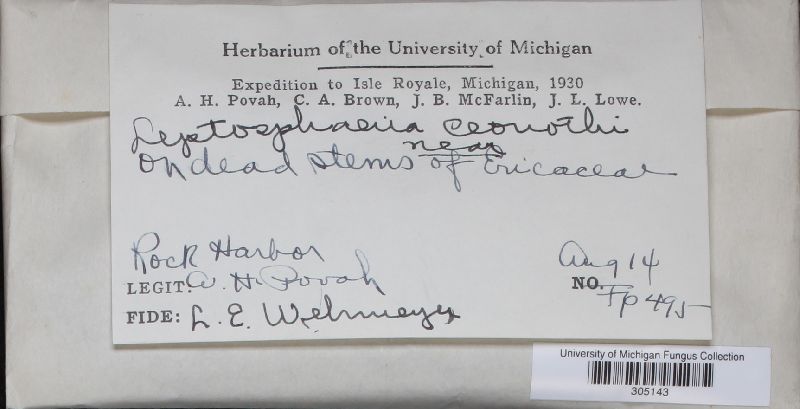 Herbarium of the University of Michigan
Expedition to Isle Royale, Michigan, 1930
A. H. Povah, C. A. Brown, J. B. McFarlin, J. L. Lowe.
Leptosphaeria ceonothi
near
on dead stems of Ericaceae
Rock Harbor
Aug 14
LEGIT: A. H. Povah
NO. Fp 495
FIDE: L. E. Wehmeyer
University of Michigan Fungus Collection
305143